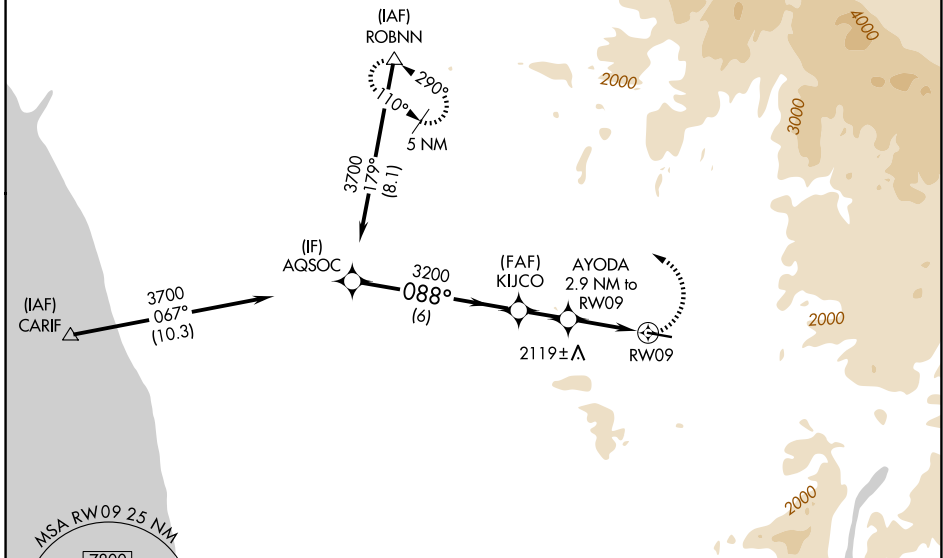 (IAF)
ROBNN
290°
110°
5 NM
3700
179°
(8.1)
4000
2000
3000
(IF)
AQSOC
3200
088°
(6)
(FAF)
KIJCO
AYODA
2.9 NM to
RW09
(IAF)
CARIF
3700
067°
(10.3)
2119±
RW09
2000
2000
MSA RW09 25 NM